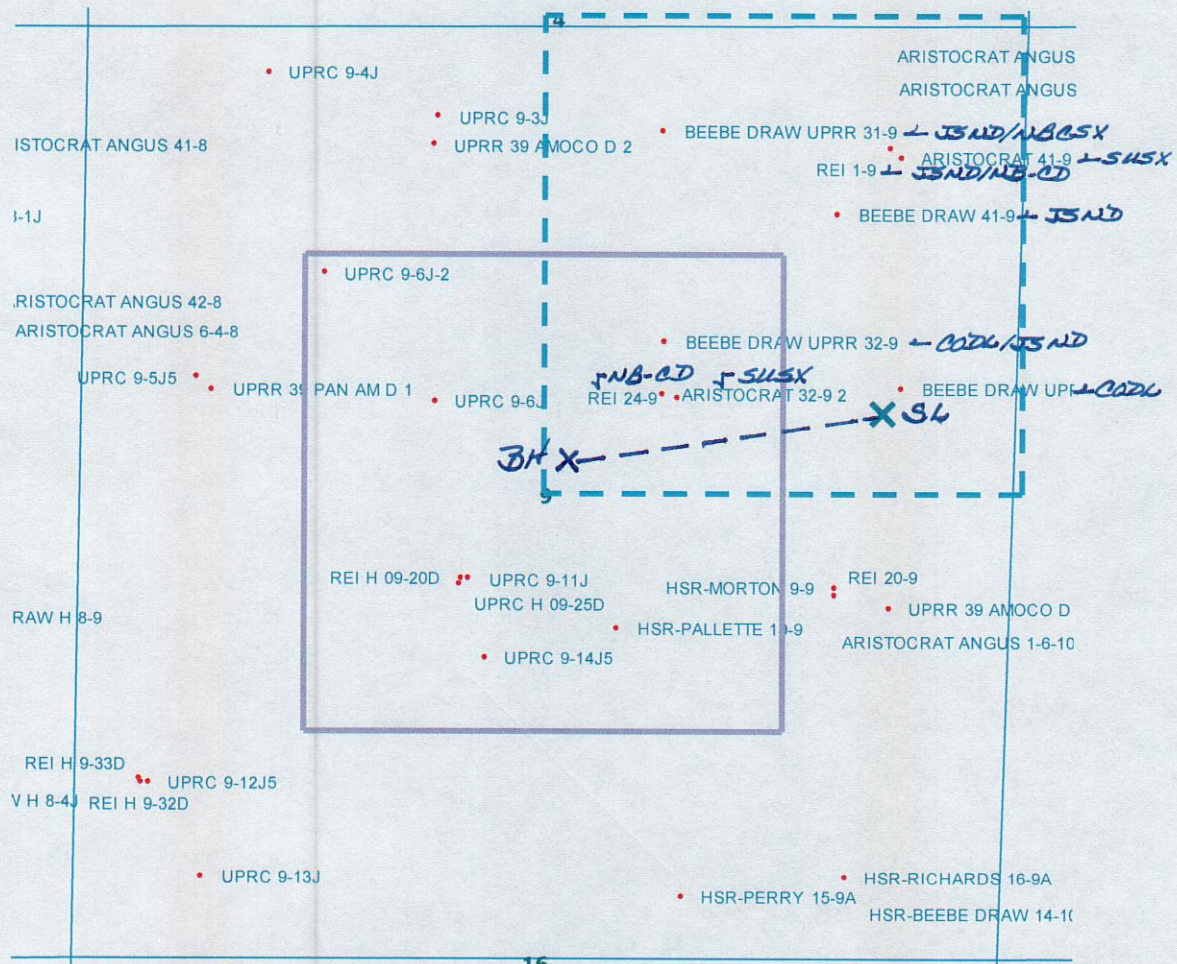 4
ARISTOCRAT ANGUS
UPRC 9-4J
ARISTOCRAT ANGUS
UPRC 9-3J
BEEBE DRAW UPRR 31-9 JSND/NBCSX
ISTOCRAT ANGUS 41-8
UPRR 39 AMOCO D 2
ARISTOCRAT 41-9 SUSX
REI 1-9 JSND/NB-CD
-1J
BEEBE DRAW 41-9 JSND
UPRC 9-6J-2
RISTOCRAT ANGUS 42-8
ARISTOCRAT ANGUS 6-4-8
BEEBE DRAW UPRR 32-9 CODL/JSND
NB-CD SUSX
UPRC 9-5J5
UPRR 39 PAN AM D 1
UPRC 9-6J
REI 24-9
ARISTOCRAT 32-9 2
BEEBE DRAW UPF CODL
SL
BH
9
REI H 09-20D
UPRC 9-11J
HSR-MORTON 9-9
REI 20-9
UPRC H 09-25D
UPRR 39 AMOCO D
RAW H 8-9
HSR-PALLETTE 10-9
ARISTOCRAT ANGUS 1-6-10
UPRC 9-14J5
REI H 9-33D
UPRC 9-12J5
V H 8-4J
REI H 9-32D
UPRC 9-13J
HSR-RICHARDS 16-9A
HSR-PERRY 15-9A
HSR-BEEBE DRAW 14-10
16